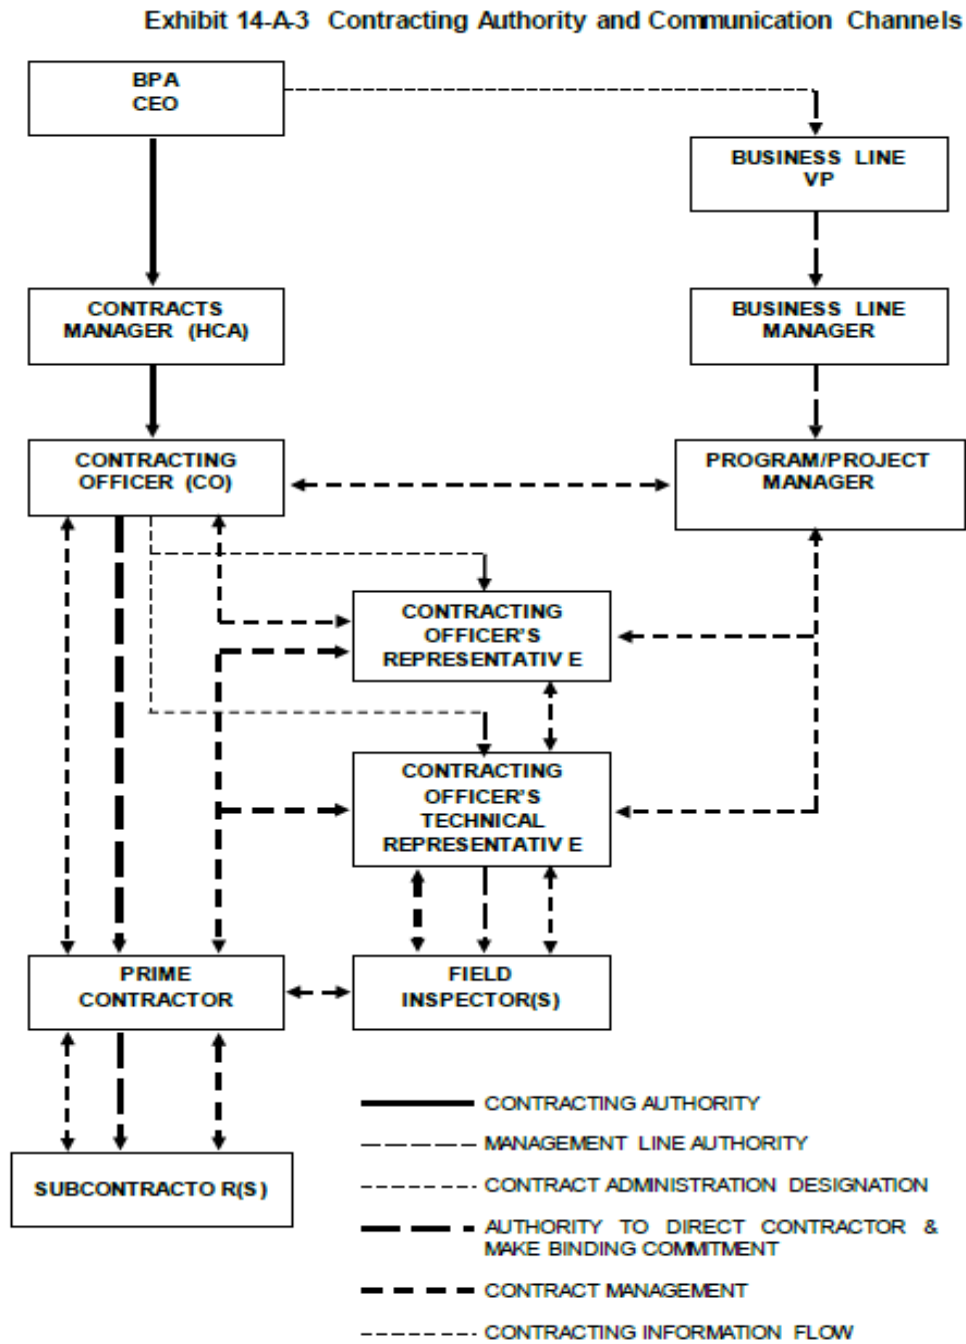 Exhibit 14-A-3 Contracting Authority and Communication Channels
BPA
CEO
BUSINESS LINE
VP
CONTRACTS
MANAGER (HCA)
BUSINESS LINE
MANAGER
CONTRACTING
OFFICER (CO)
PROGRAM/PROJECT
MANAGER
CONTRACTING
OFFICER'S
REPRESENTATIV E
CONTRACTING
OFFICER'S
TECHNICAL
REPRESENTATIV E
PRIME
CONTRACTOR
FIELD
INSPECTOR(S)
SUBCONTRACTO R(S)
CONTRACTING AUTHORITY
MANAGEMENT LINE AUTHORITY
CONTRACT ADMINISTRATION DESIGNATION
AUTHORITY TO DIRECT CONTRACTOR &
MAKE BINDING COMMITMENT
CONTRACT MANAGEMENT
CONTRACTING INFORMATION FLOW